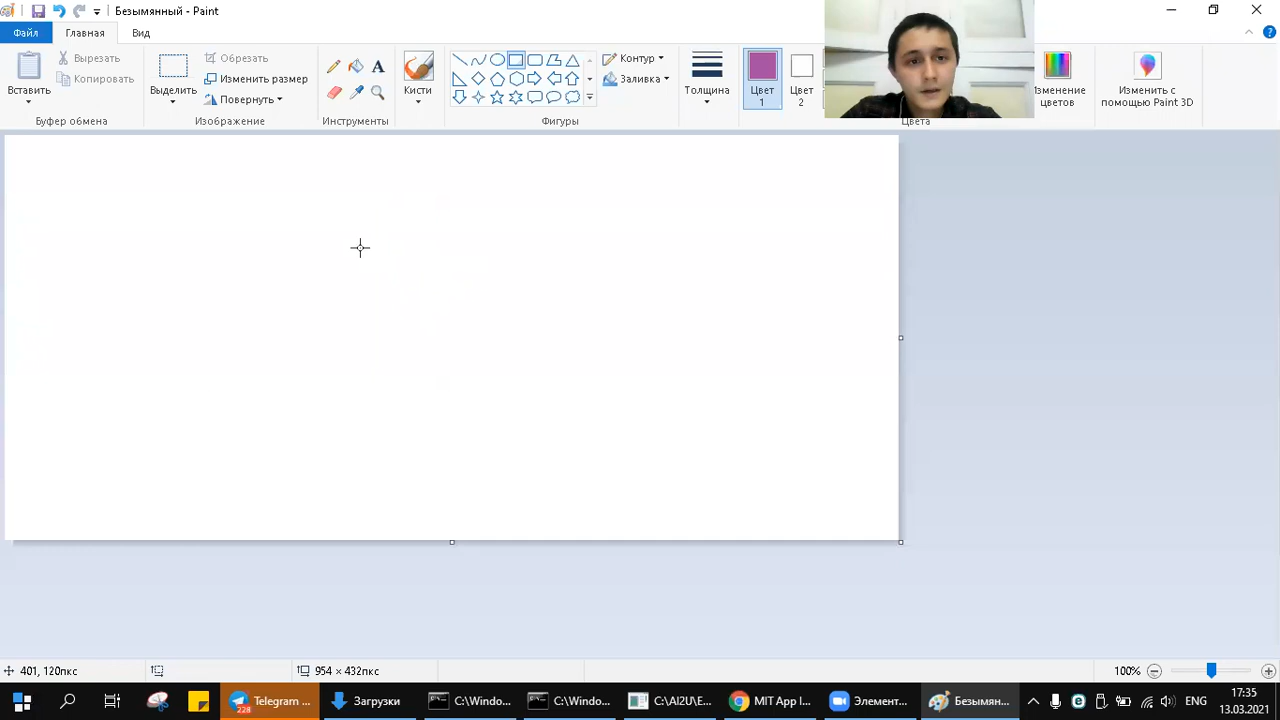 Безымянный - Paint
Файл Главная Вид
Вставить
Вырезать
Копировать
Буфер обмена
Выделить
Обрезать
Изменить размер
Повернуть
Изображение
A
Инструменты
Кисти
Контур
Заливка
Фигуры
Толщина
Цвет 1
Цвет 2
Изменение цветов
Цвета
Изменить с помощью Paint 3D
401, 120пкс
954 × 432пкс
100%
228
Telegram ...
Загрузки
C:\Windo...
C:\Windo...
C:\AI2U\E...
MIT App I...
Элемент...
Безымян...
ENG
17:35
13.03.2021